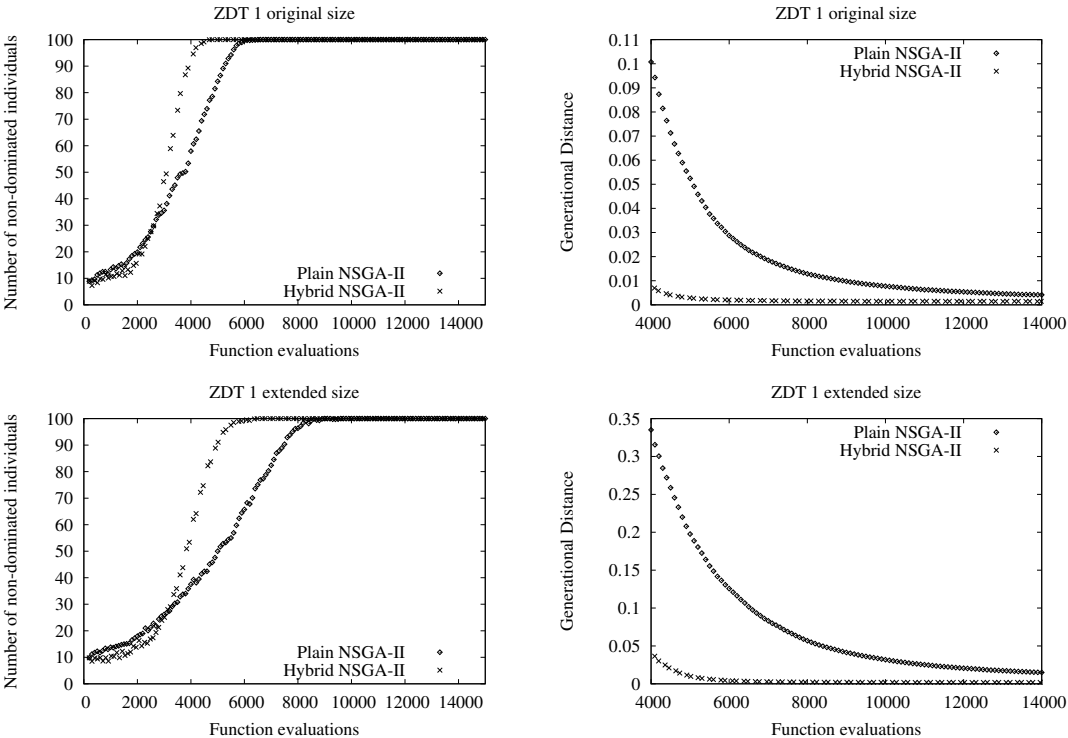 ZDT 1 original size
Number of non-dominated individuals
100
90
80
70
60
50
40
30
20
10
0
Plain NSGA-II
Hybrid NSGA-II
0 2000 4000 6000 8000 10000 12000 14000
Function evaluations
ZDT 1 original size
Generational Distance
0.11
0.1
0.09
0.08
0.07
0.06
0.05
0.04
0.03
0.02
0.01
0
Plain NSGA-II
Hybrid NSGA-II
4000 6000 8000 10000 12000 14000
Function evaluations
ZDT 1 extended size
Number of non-dominated individuals
100
90
80
70
60
50
40
30
20
10
0
Plain NSGA-II
Hybrid NSGA-II
0 2000 4000 6000 8000 10000 12000 14000
Function evaluations
ZDT 1 extended size
Generational Distance
0.35
0.3
0.25
0.2
0.15
0.1
0.05
0
Plain NSGA-II
Hybrid NSGA-II
4000 6000 8000 10000 12000 14000
Function evaluations